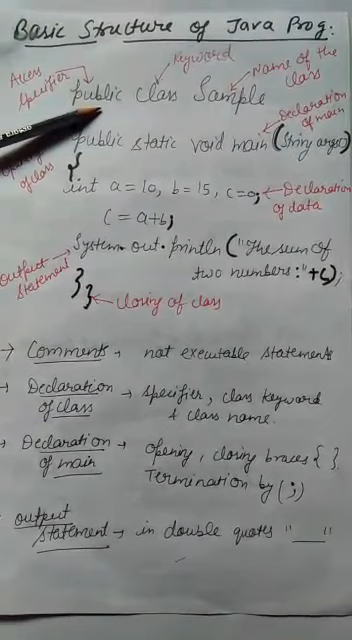 Basic Structure of Java Prog:
Access Specifier
Keyword
Name of the class
public class Sample
Declaration of main
public static void main (String args)
of class
{
int a=10, b=15, c=0;
Declaration of data
c=a+b;
System.out.println("The sum of
two numbers:"+c);
Output Statement
}}
closing of class
→ Comments → not executable statements
→ Declaration of class → specifier, class keyword
+ class name.
→ Declaration of main → opening, closing braces { }.
Termination by (;)
output statement → in double quotes "___"